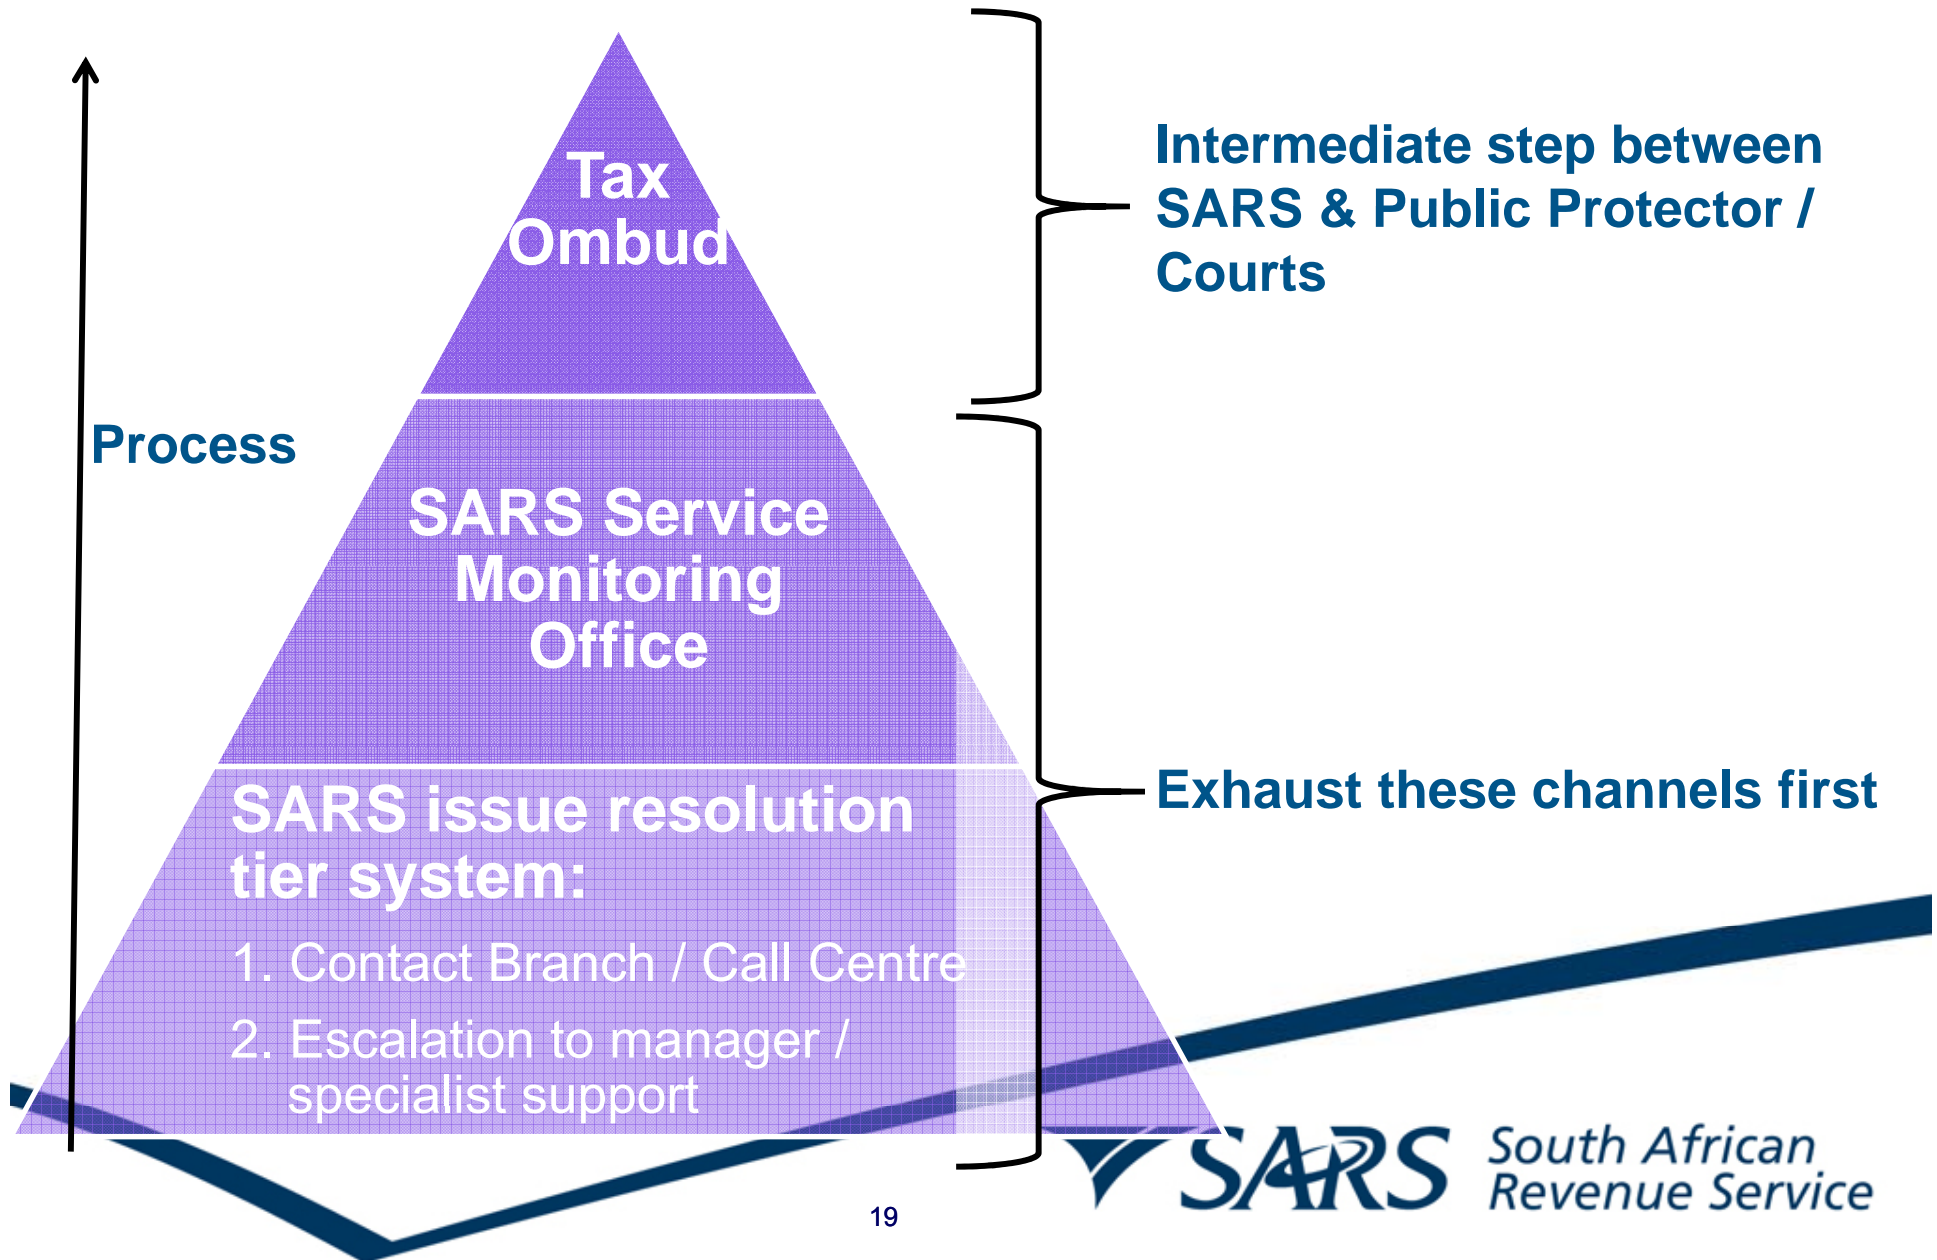 Tax
Ombud
Intermediate step between
SARS & Public Protector /
Courts
Process
SARS Service
Monitoring
Office
Exhaust these channels first
SARS issue resolution
tier system:
1. Contact Branch / Call Centre
2. Escalation to manager /
specialist support
SARS South African
Revenue Service
19